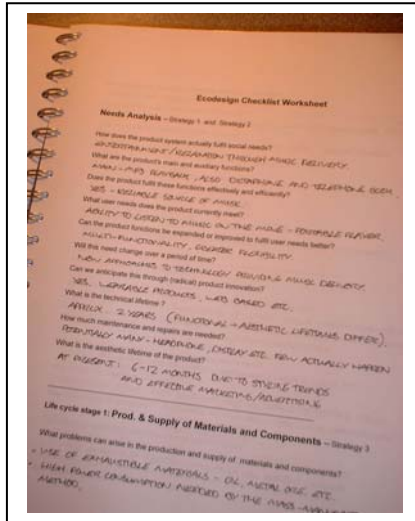 Ecodesign Checklist Worksheet
Needs Analysis – Strategy 1 and Strategy 2
How does the product system actually fulfil social needs?
ENTERTAINMENT/RELAXATION THROUGH MUSIC DELIVERY.
What are the product's main and auxiliary functions?
MAIN - MP3 PLAYBACK, ALSO DICTAPHONE AND TELEPHONE BOOK.
Does the product fulfil these functions effectively and efficiently?
YES - RELIABLE SOURCE OF MUSIC.
What user needs does the product currently meet?
ABILITY TO LISTEN TO MUSIC ON THE MOVE - PORTABLE PLAYER.
Can the product functions be expanded or improved to fulfil user needs better?
MULTI-FUNCTIONALITY, GREATER FLEXIBILITY.
Will this need change over a period of time?
NEW APPROACHES TO TECHNOLOGY PROVIDING MUSIC DELIVERY.
Can we anticipate this through (radical) product innovation?
YES, WEARABLE PRODUCTS, WEB BASED ETC.
What is the technical lifetime?
APPROX. 2 YEARS (FUNCTIONAL + AESTHETIC LIFETIMES DIFFER).
How much maintenance and repairs are needed?
POTENTIALLY MANY - HEADPHONE, DISPLAY ETC. FEW ACTUALLY HAPPEN
What is the aesthetic lifetime of the product?
AT PRESENT: 6-12 MONTHS DUE TO STYLING TRENDS
AND EFFECTIVE MARKETING/ADVERTISING
Life cycle stage 1: Prod. & Supply of Materials and Components – Strategy 3
What problems can arise in the production and supply of materials and components?
• USE OF EXHAUSTIBLE MATERIALS - OIL, METAL ORE ETC.
• HIGH POWER CONSUMPTION NEEDED BY THE MASS-
METHOD.